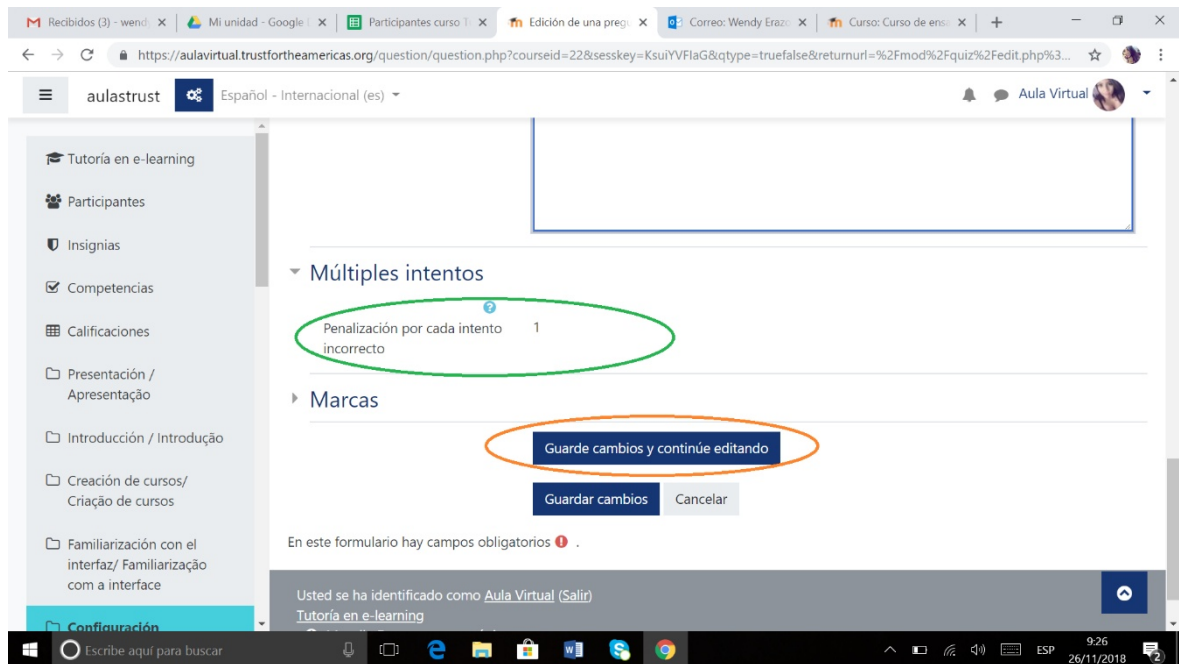 Recibidos (3) - wend
Mi unidad - Google
Participantes curso T
Edición de una preg
Correo: Wendy Erazo
Curso: Curso de ens
https://aulavirtual.trustfortheamericas.org/question/question.php?courseid=22&sesskey=KsuiYVFIaG&qtype=truefalse&returnurl=%2Fmod%2Fquiz%2Fedit.php%3...
aulastrust
Español - Internacional (es)
Aula Virtual
Tutoría en e-learning
Participantes
Insignias
Competencias
Calificaciones
Presentación /
Apresentação
Introducción / Introdução
Creación de cursos/
Criação de cursos
Familiarización con el
interfaz/ Familiarização
com a interface
Configuración
Múltiples intentos
Penalización por cada intento
incorrecto
1
Marcas
Guarde cambios y continúe editando
Guardar cambios
Cancelar
En este formulario hay campos obligatorios .
Usted se ha identificado como Aula Virtual (Salir)
Tutoría en e-learning
Escribe aquí para buscar
ESP
9:26
26/11/2018
2